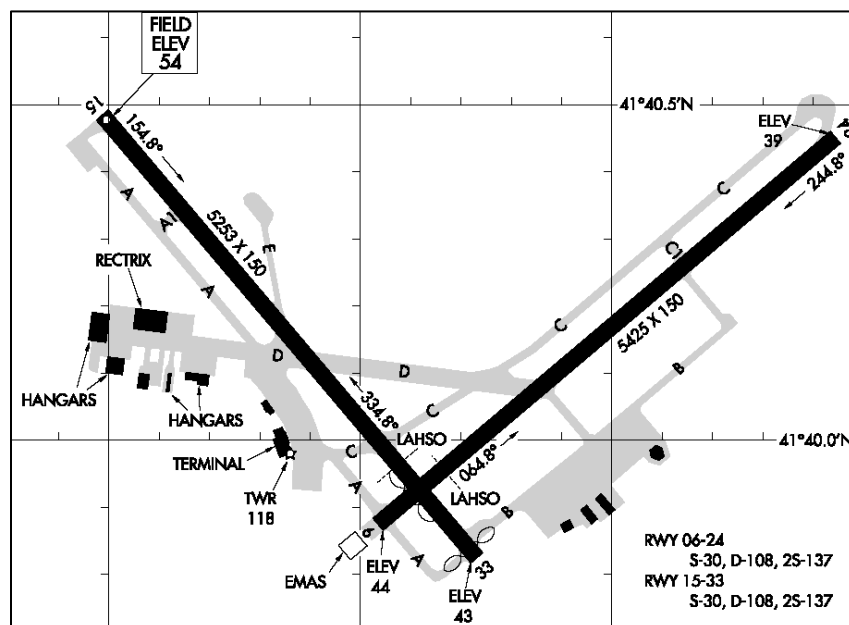 FIELD
ELEV
54
15
154.8°
A
A1
5253 X 150
E
A
RECTRIX
HANGARS
HANGARS
D
D
334.8°
C
C
TERMINAL
TWR
118
LAHSO
LAHSO
A
A
EMAS
6
ELEV
44
33
ELEV
43
064.8°
B
B
5425 X 150
C
C1
C
41°40.5'N
ELEV
39
24
244.8°
41°40.0'N
RWY 06-24
S-30, D-108, 2S-137
RWY 15-33
S-30, D-108, 2S-137